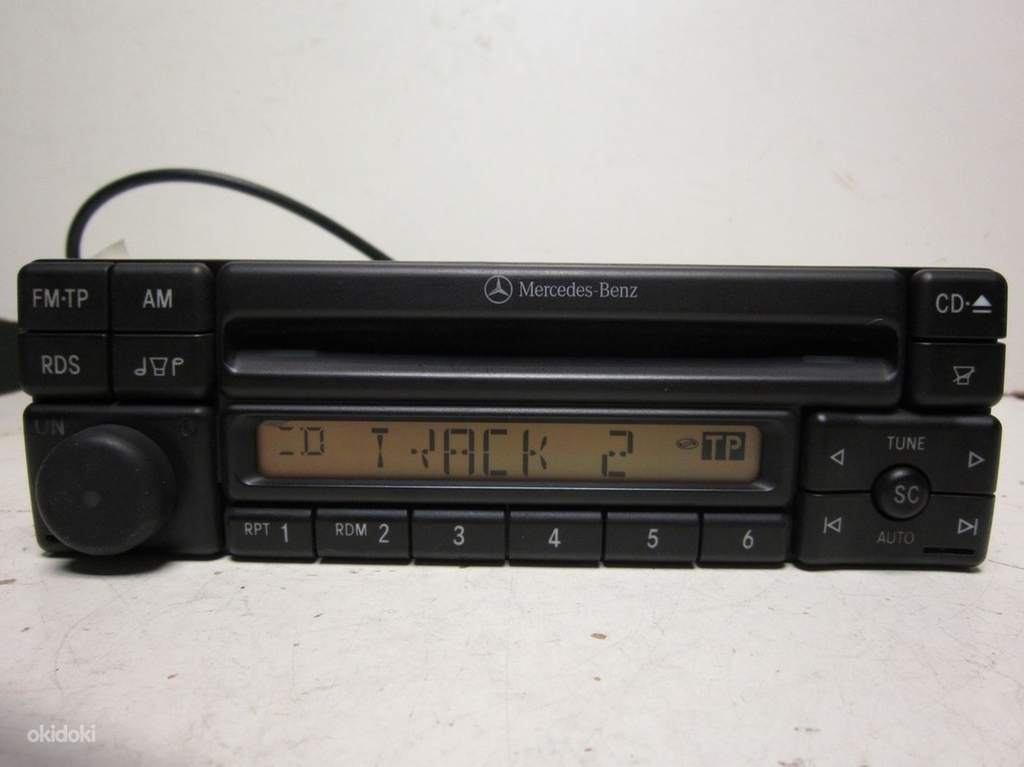 Mercedes-Benz
FM·TP
AM
CD·
RDS
ON
CD TRACK 2 TP
TUNE
SC
AUTO
RPT 1
RDM 2
3
4
5
6
okidoki